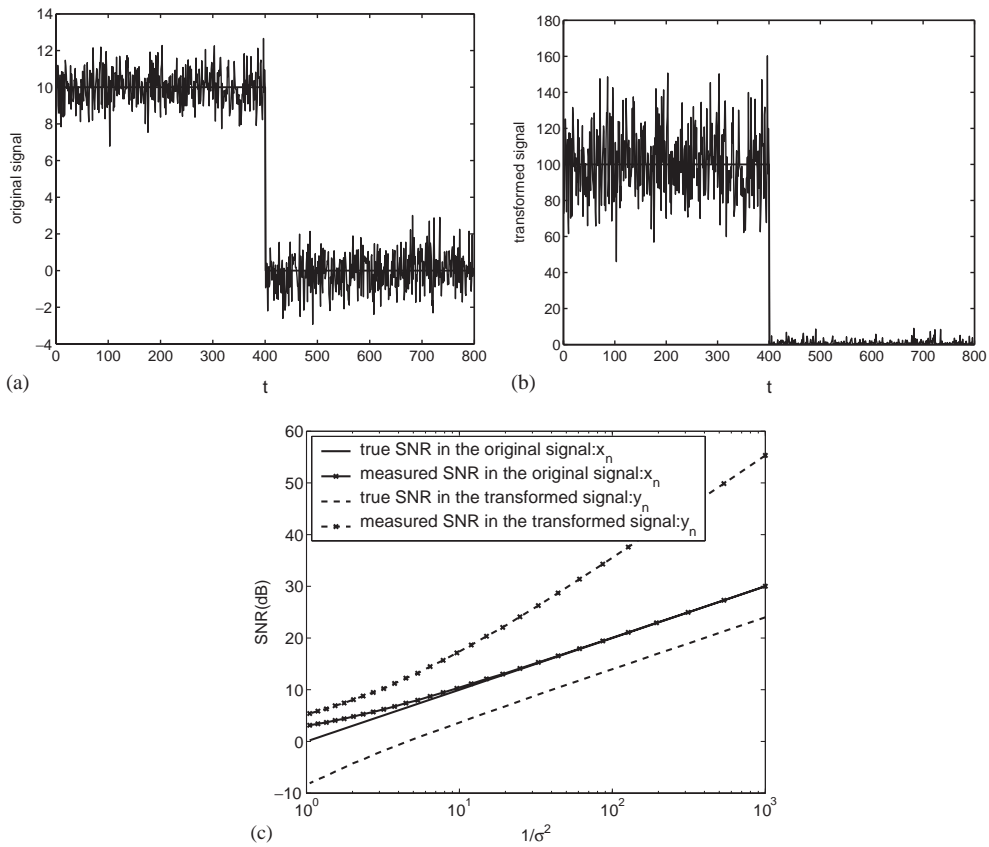 14
12
10
8
6
4
2
0
−2
−4
original signal
0 100 200 300 400 500 600 700 800
t
(a)
180
160
140
120
100
80
60
40
20
0
transformed signal
0 100 200 300 400 500 600 700 800
t
(b)
60
50
40
30
20
10
0
−10
SNR(dB)
true SNR in the original signal:xn
measured SNR in the original signal:xn
true SNR in the transformed signal:yn
measured SNR in the transformed signal:yn
10^0 10^1 10^2 10^3
1/σ^2
(c)